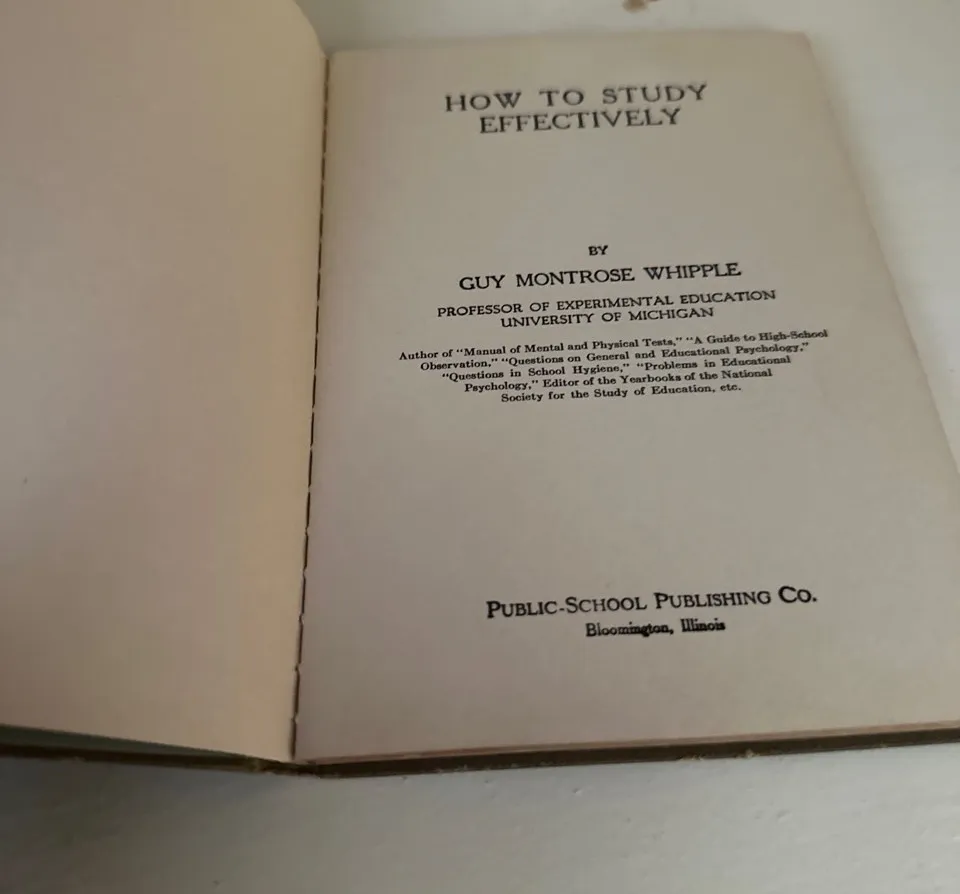 HOW TO STUDY
EFFECTIVELY
BY
GUY MONTROSE WHIPPLE
PROFESSOR OF EXPERIMENTAL EDUCATION
UNIVERSITY OF MICHIGAN
Author of "Manual of Mental and Physical Tests," "A Guide to High-School
Observation," "Questions on General and Educational Psychology,"
"Questions in School Hygiene," "Problems in Educational
Psychology," Editor of the Yearbooks of the National
Society for the Study of Education, etc.
PUBLIC-SCHOOL PUBLISHING CO.
Bloomington, Illinois